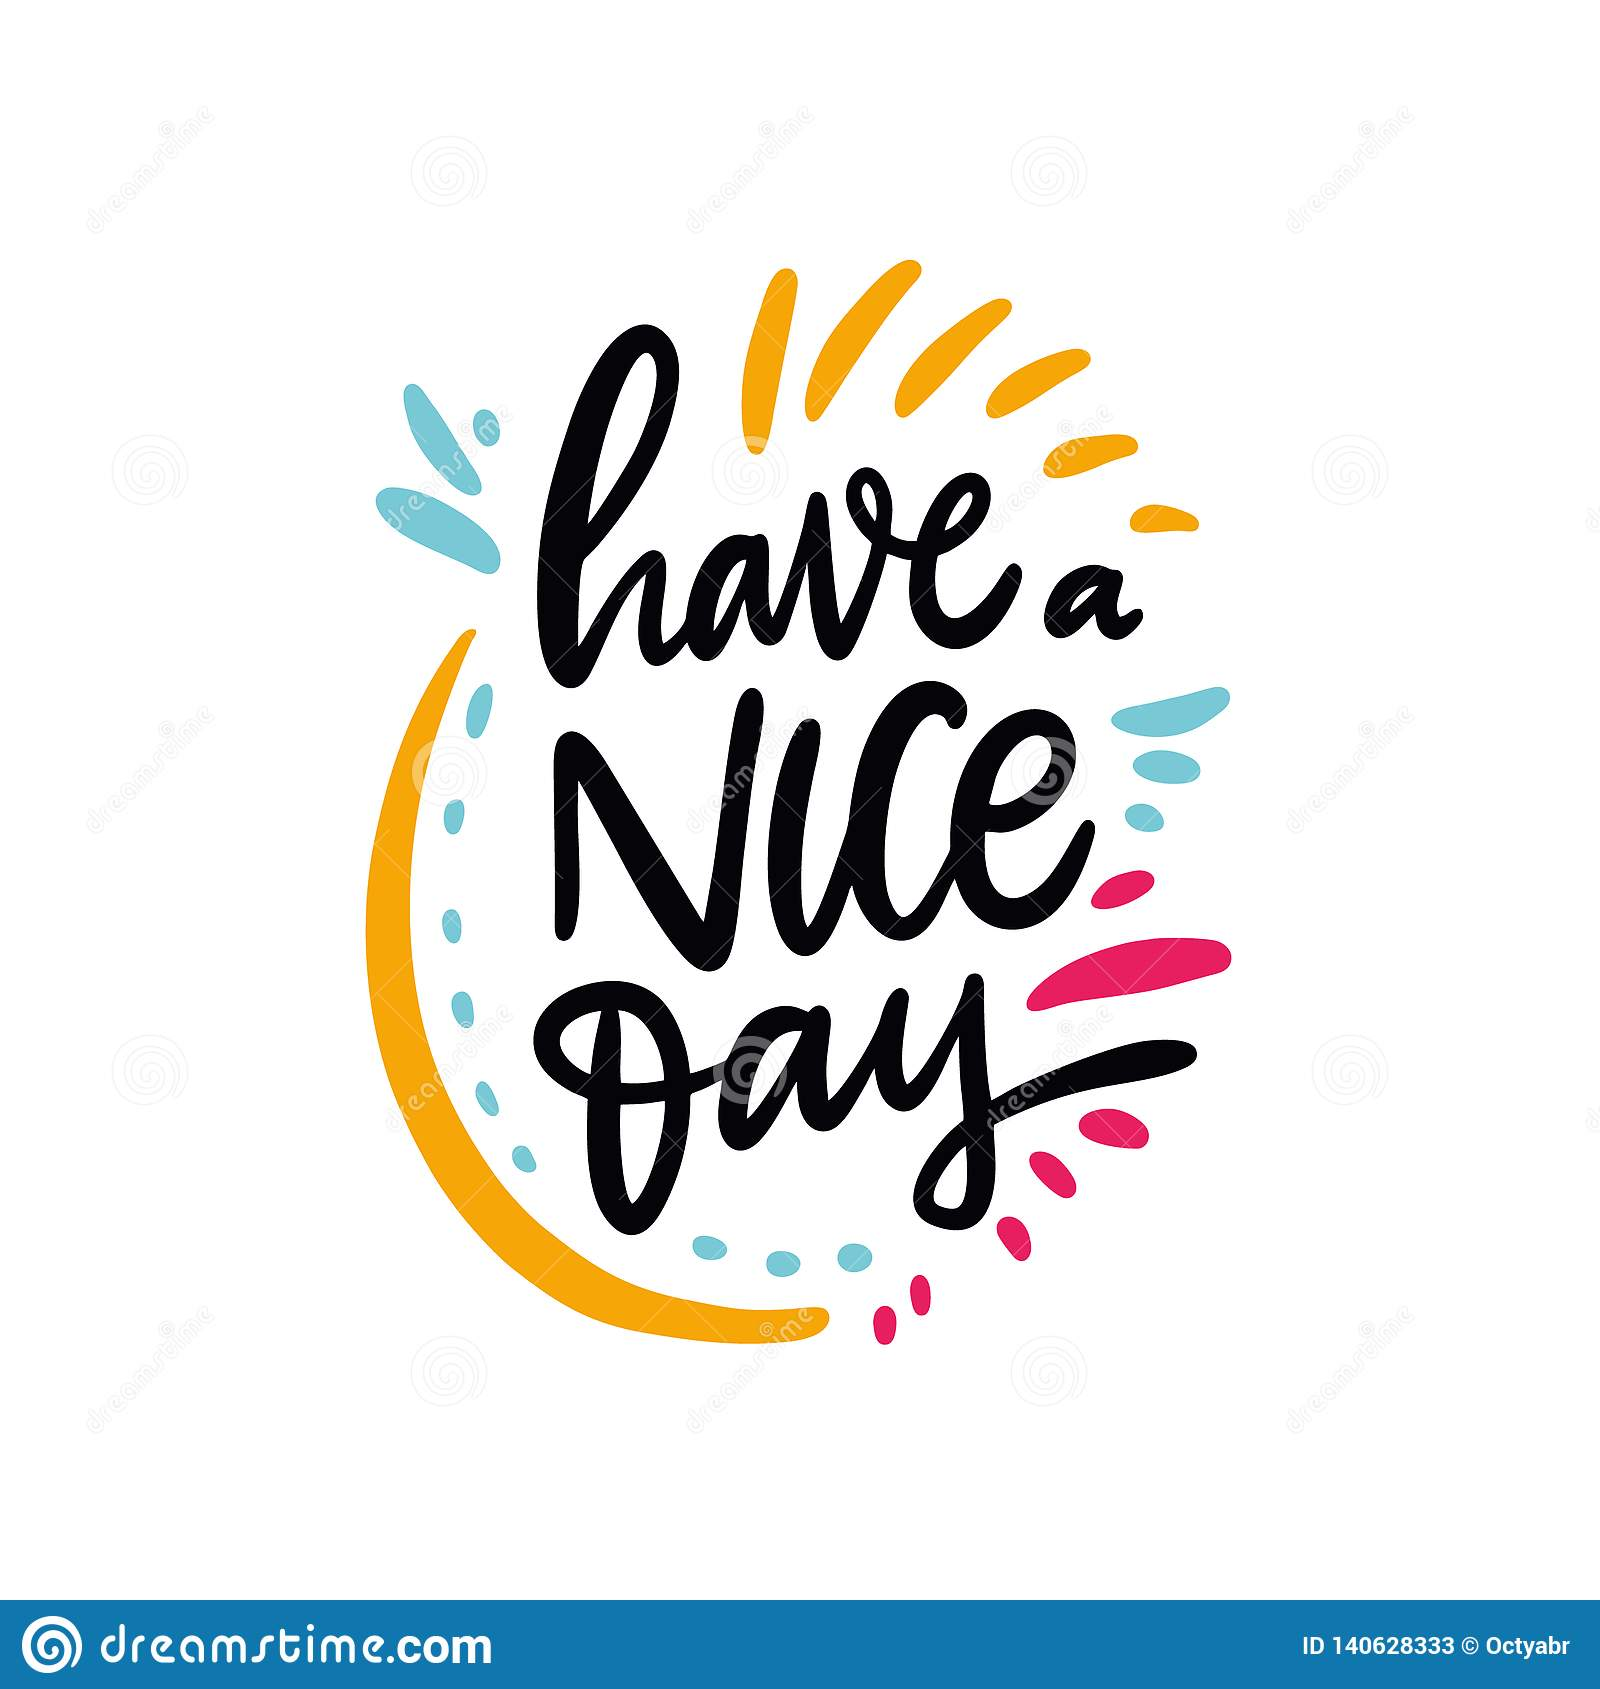 have a
NICE
Day
dreamstime.com
ID 140628333 © Octyabr